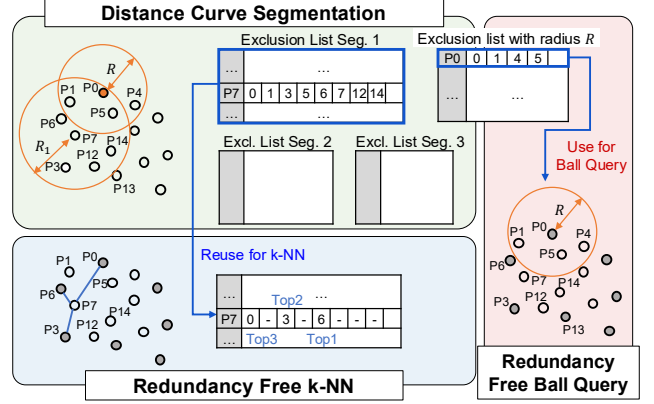 Distance Curve Segmentation
Exclusion List Seg. 1
... ...
P7 0 1 3 5 6 7 12 14
... ...
Exclusion list with radius R
P0 0 1 4 5
... ...
R
P0
P1
P4
P5
P6
P7
R1
P14
P3
P12
P13
Excl. List Seg. 2
Excl. List Seg. 3
Use for
Ball Query
Reuse for k-NN
P0
P1
P5
P6
P7
P14
P3
P12
... ...
Top2
P7 0 - 3 - 6 - - -
...
Top3 Top1
R
P0
P1
P4
P5
P6
P7
P14
P3
P12
P13
Redundancy Free k-NN
Redundancy
Free Ball Query